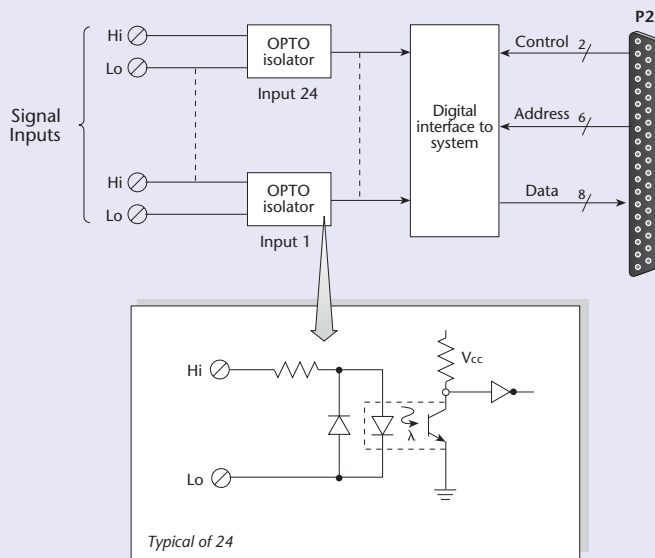 P2
Hi
Lo
OPTO
isolator
Input 24
Signal
Inputs
Digital
interface to
system
Control 2
Address 6
Data 8
Hi
Lo
OPTO
isolator
Input 1
Hi
Lo
Vcc
λ
Typical of 24